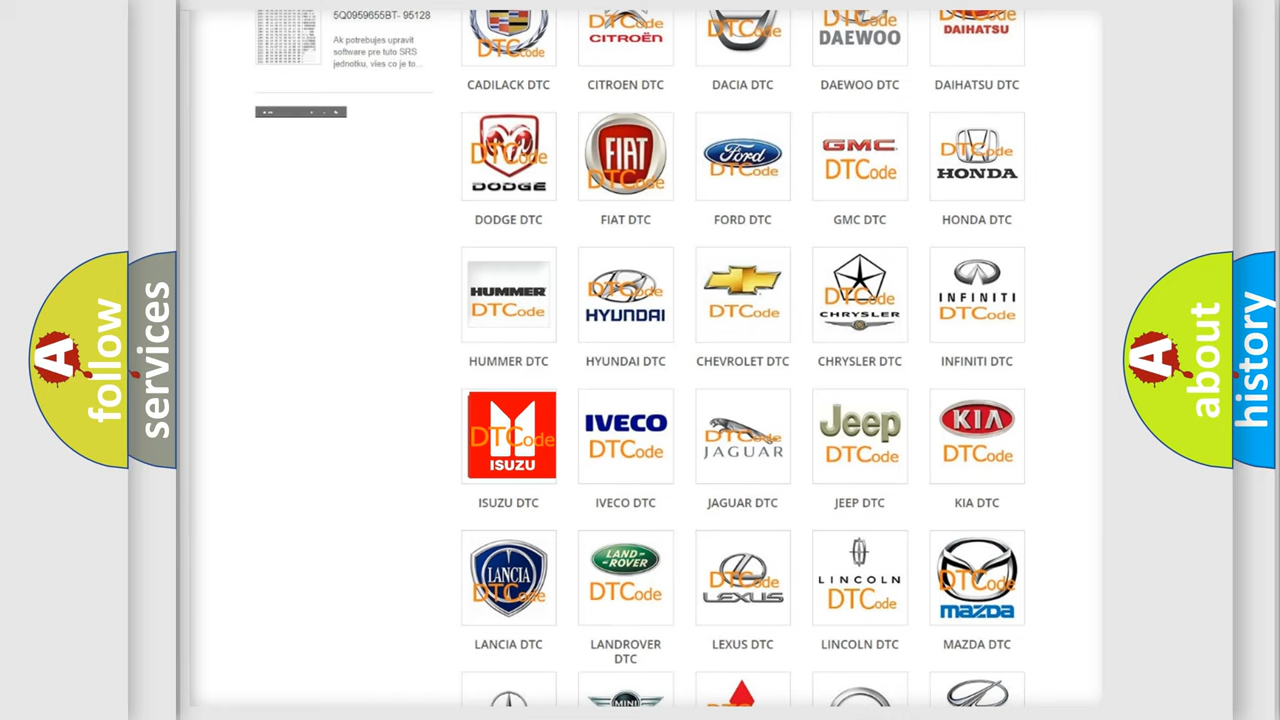 5Q0959655BT- 95128
Ak potrebujes upravit
software pre tuto SRS
jednotku, vies co je to...
DTCode
DTCode
CITROËN
DTCode
DTCode
DAEWOO
DTCode
DAIHATSU
CADILACK DTC
CITROEN DTC
DACIA DTC
DAEWOO DTC
DAIHATSU DTC
DTCode
DODGE
FIAT
DTCode
Ford
DTCode
GMC
DTCode
DTCode
HONDA
DODGE DTC
FIAT DTC
FORD DTC
GMC DTC
HONDA DTC
HUMMER
DTCode
DTCode
HYUNDAI
DTCode
DTCode
CHRYSLER
INFINITI
DTCode
HUMMER DTC
HYUNDAI DTC
CHEVROLET DTC
CHRYSLER DTC
INFINITI DTC
DTCode
ISUZU
IVECO
DTCode
DTCode
JAGUAR
Jeep
DTCode
KIA
DTCode
ISUZU DTC
IVECO DTC
JAGUAR DTC
JEEP DTC
KIA DTC
LANCIA
DTCode
LAND-
ROVER
DTCode
DTCode
LEXUS
LINCOLN
DTCode
DTCode
mazda
LANCIA DTC
LANDROVER
DTC
LEXUS DTC
LINCOLN DTC
MAZDA DTC
MINI
A follow
services
A about
history